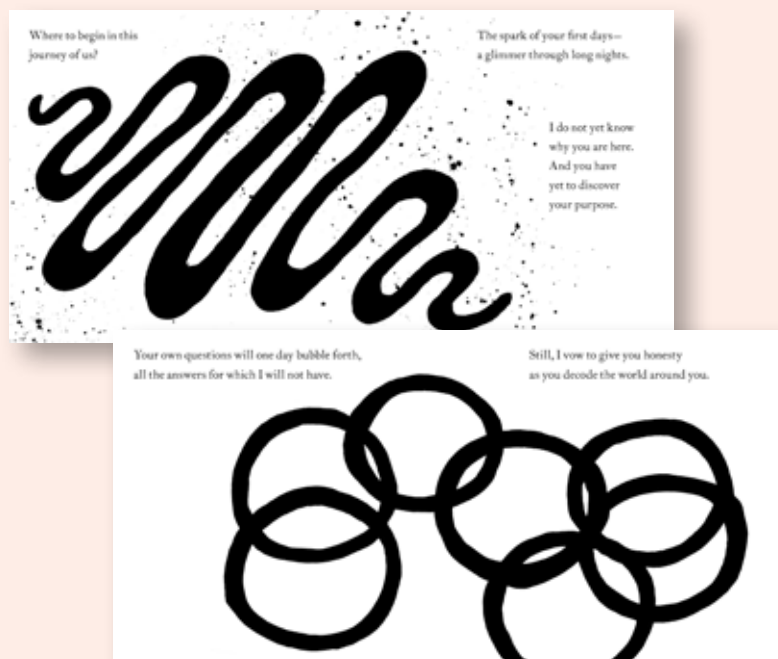 Where to begin in this
journey of us?
The spark of your first days—
a glimmer through long nights.
I do not yet know
why you are here.
And you have
yet to discover
your purpose.
Your own questions will one day bubble forth,
all the answers for which I will not have.
Still, I vow to give you honesty
as you decode the world around you.